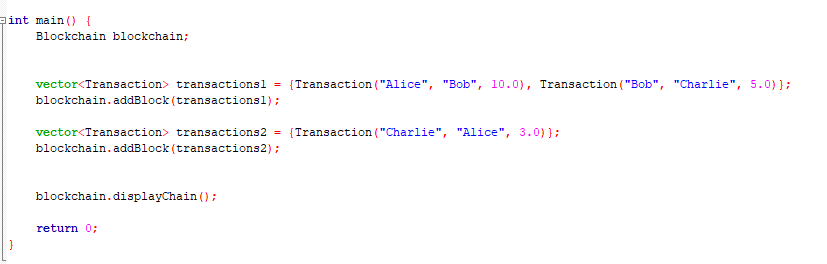 int main() {
    Blockchain blockchain;
    vector<Transaction> transactions1 = {Transaction("Alice", "Bob", 10.0), Transaction("Bob", "Charlie", 5.0)};
    blockchain.addBlock(transactions1);
    vector<Transaction> transactions2 = {Transaction("Charlie", "Alice", 3.0)};
    blockchain.addBlock(transactions2);
    blockchain.displayChain();
    return 0;
}